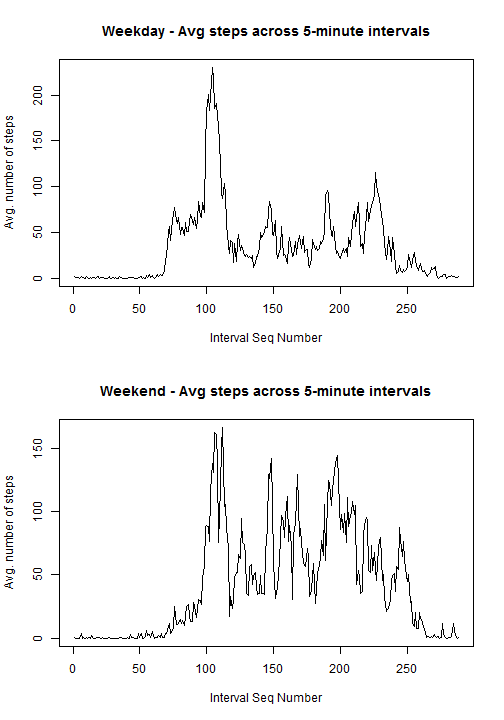 Weekday - Avg steps across 5-minute intervals
Avg. number of steps
200
150
100
50
0
0 50 100 150 200 250
Interval Seq Number
Weekend - Avg steps across 5-minute intervals
Avg. number of steps
150
100
50
0
0 50 100 150 200 250
Interval Seq Number